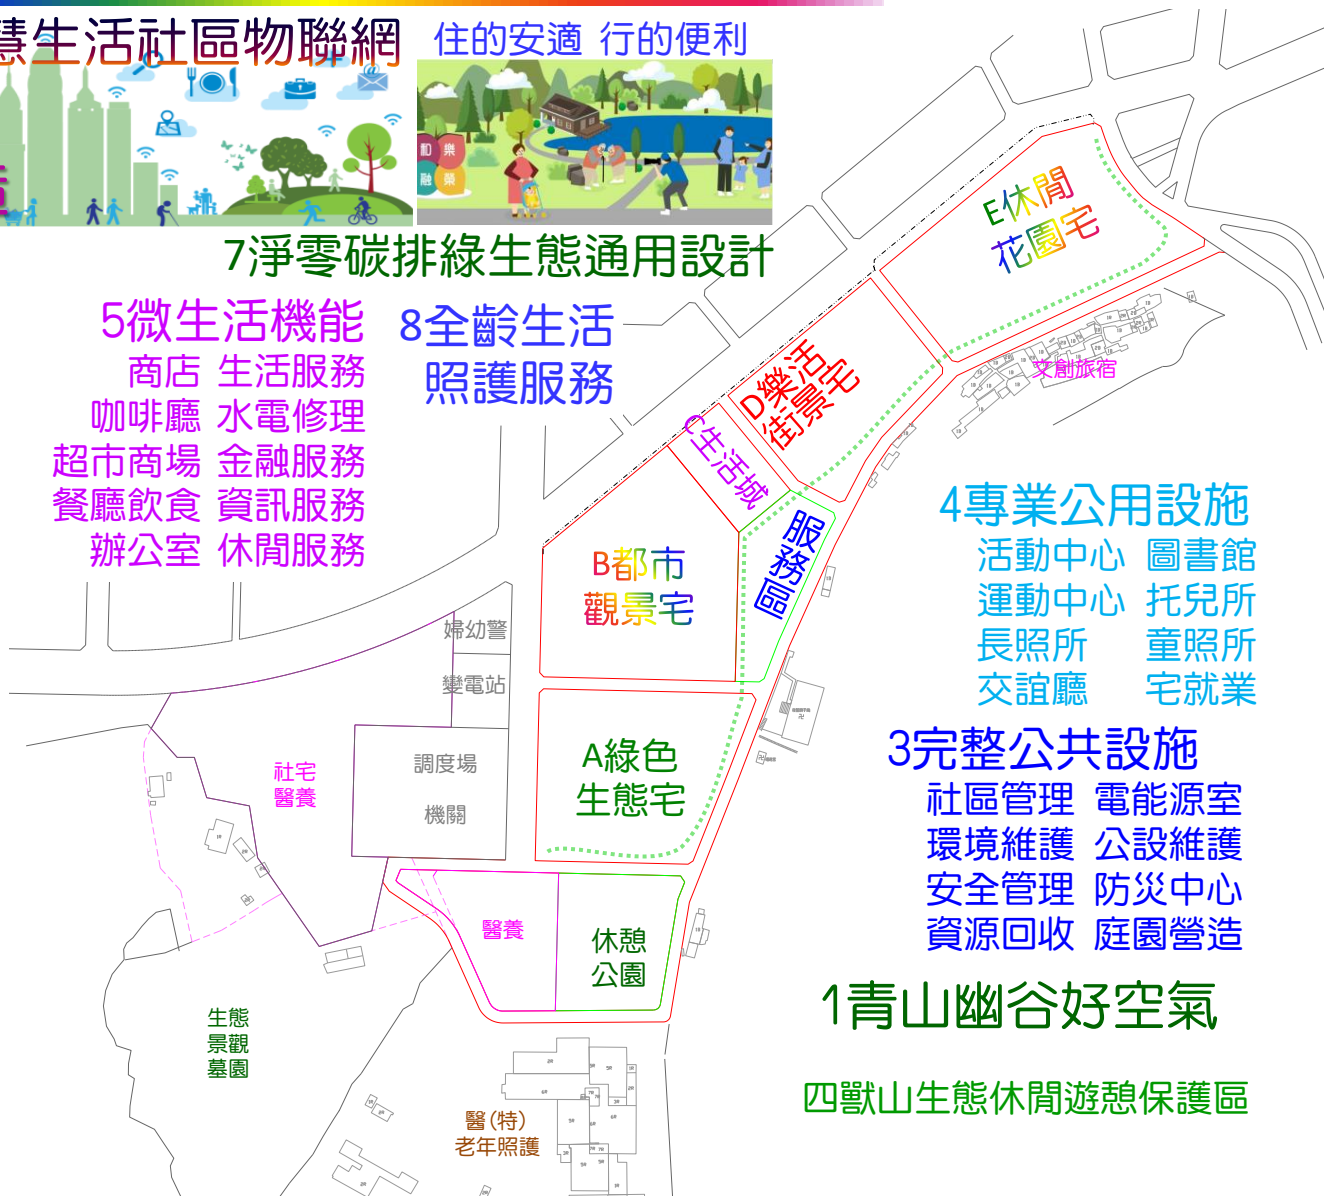 慧生活社區物聯網
住的安適 行的便利
和 樂
融 榮
7淨零碳排綠生態通用設計
5微生活機能
商店 生活服務
咖啡廳 水電修理
超市商場 金融服務
餐廳飲食 資訊服務
辦公室 休閒服務
8全齡生活
照護服務
E休閒
花園宅
文創旅宿
D樂活
街景宅
C生活城
服務區
B都市
觀景宅
4專業公用設施
活動中心 圖書館
運動中心 托兒所
長照所 童照所
交誼廳 宅就業
婦幼警
變電站
調度場
機關
社宅
醫養
A綠色
生態宅
3完整公共設施
社區管理 電能源室
環境維護 公設維護
安全管理 防災中心
資源回收 庭園營造
醫養
休憩
公園
1青山幽谷好空氣
生態
景觀
墓園
四獸山生態休閒遊憩保護區
醫(特)
老年照護